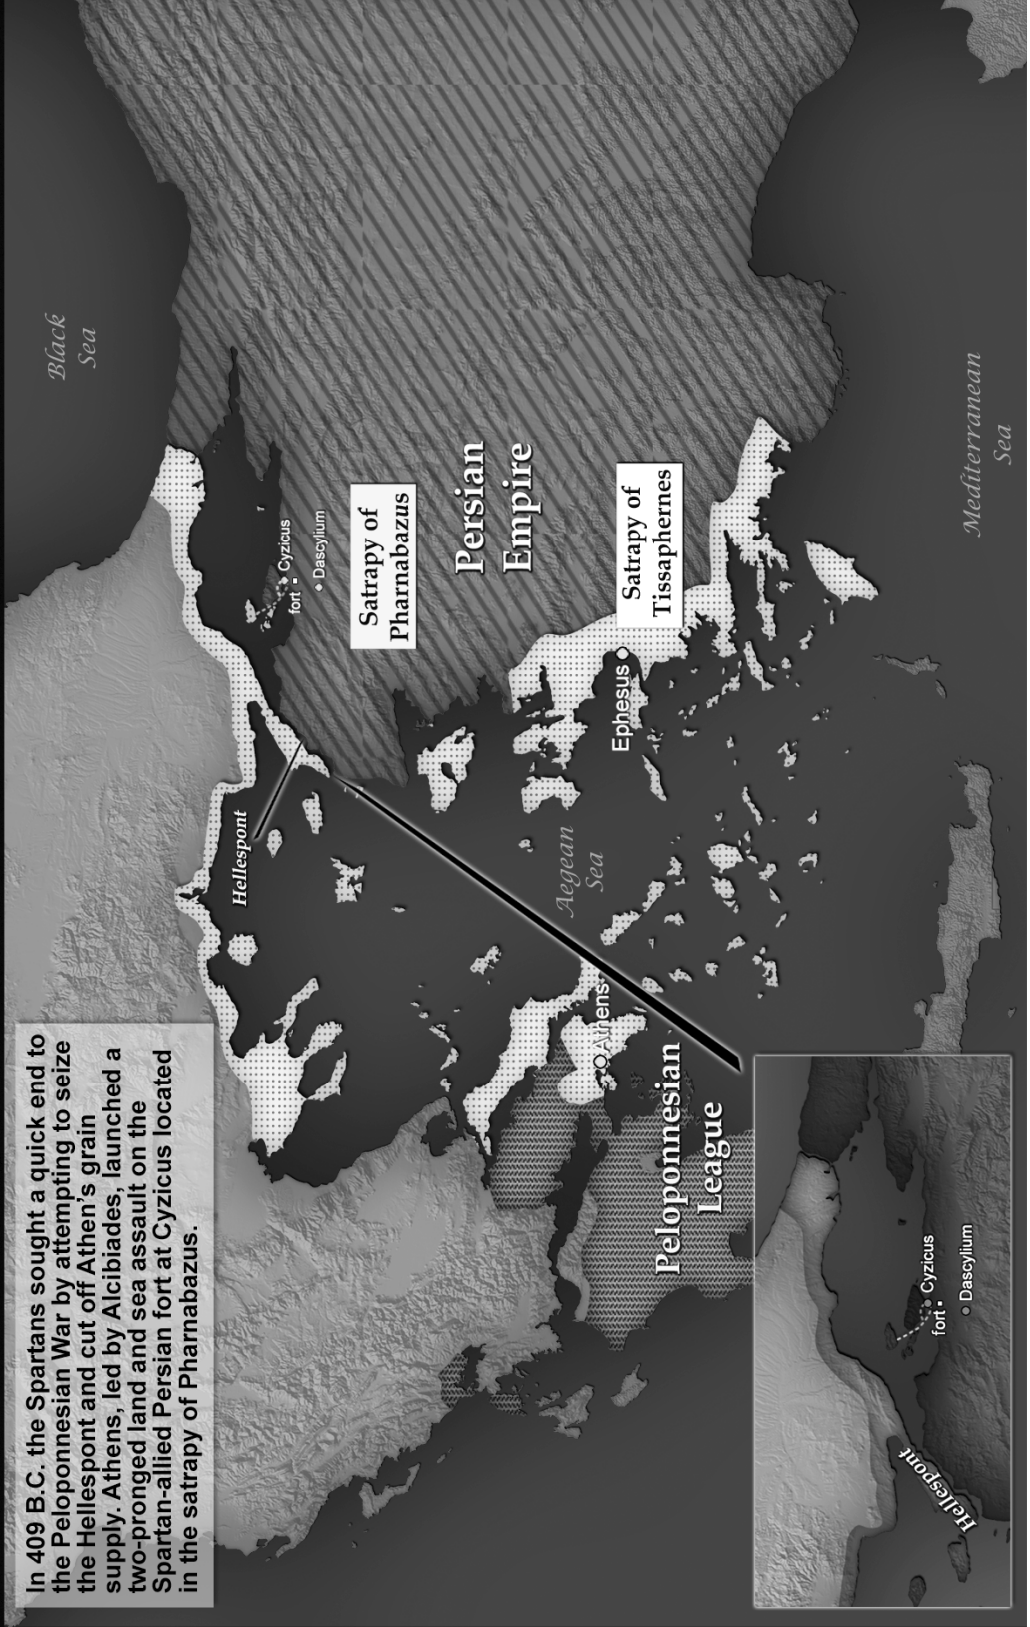 In 409 B.C. the Spartans sought a quick end to
the Peloponnesian War by attempting to seize
the Hellespont and cut off Athen's grain
supply. Athens, led by Alcibiades, launched a
two-pronged land and sea assault on the
Spartan-allied Persian fort at Cyzicus located
in the satrapy of Pharnabazus.
Black
Sea
Hellespont
Cyzicus
fort
Dascylium
Satrapy of
Pharnabazus
Persian
Empire
Satrapy of
Tissaphernes
Ephesus
Aegean
Sea
Athens
Peloponnesian
League
Mediterranean
Sea
Hellespont
Cyzicus
fort
Dascylium